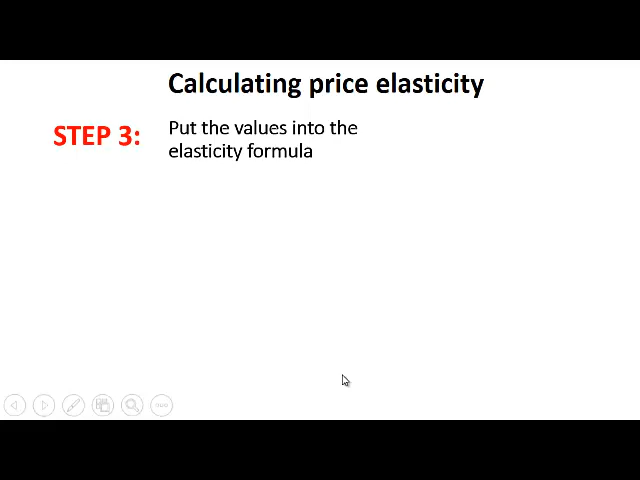 Calculating price elasticity
STEP 3:
Put the values into the
elasticity formula